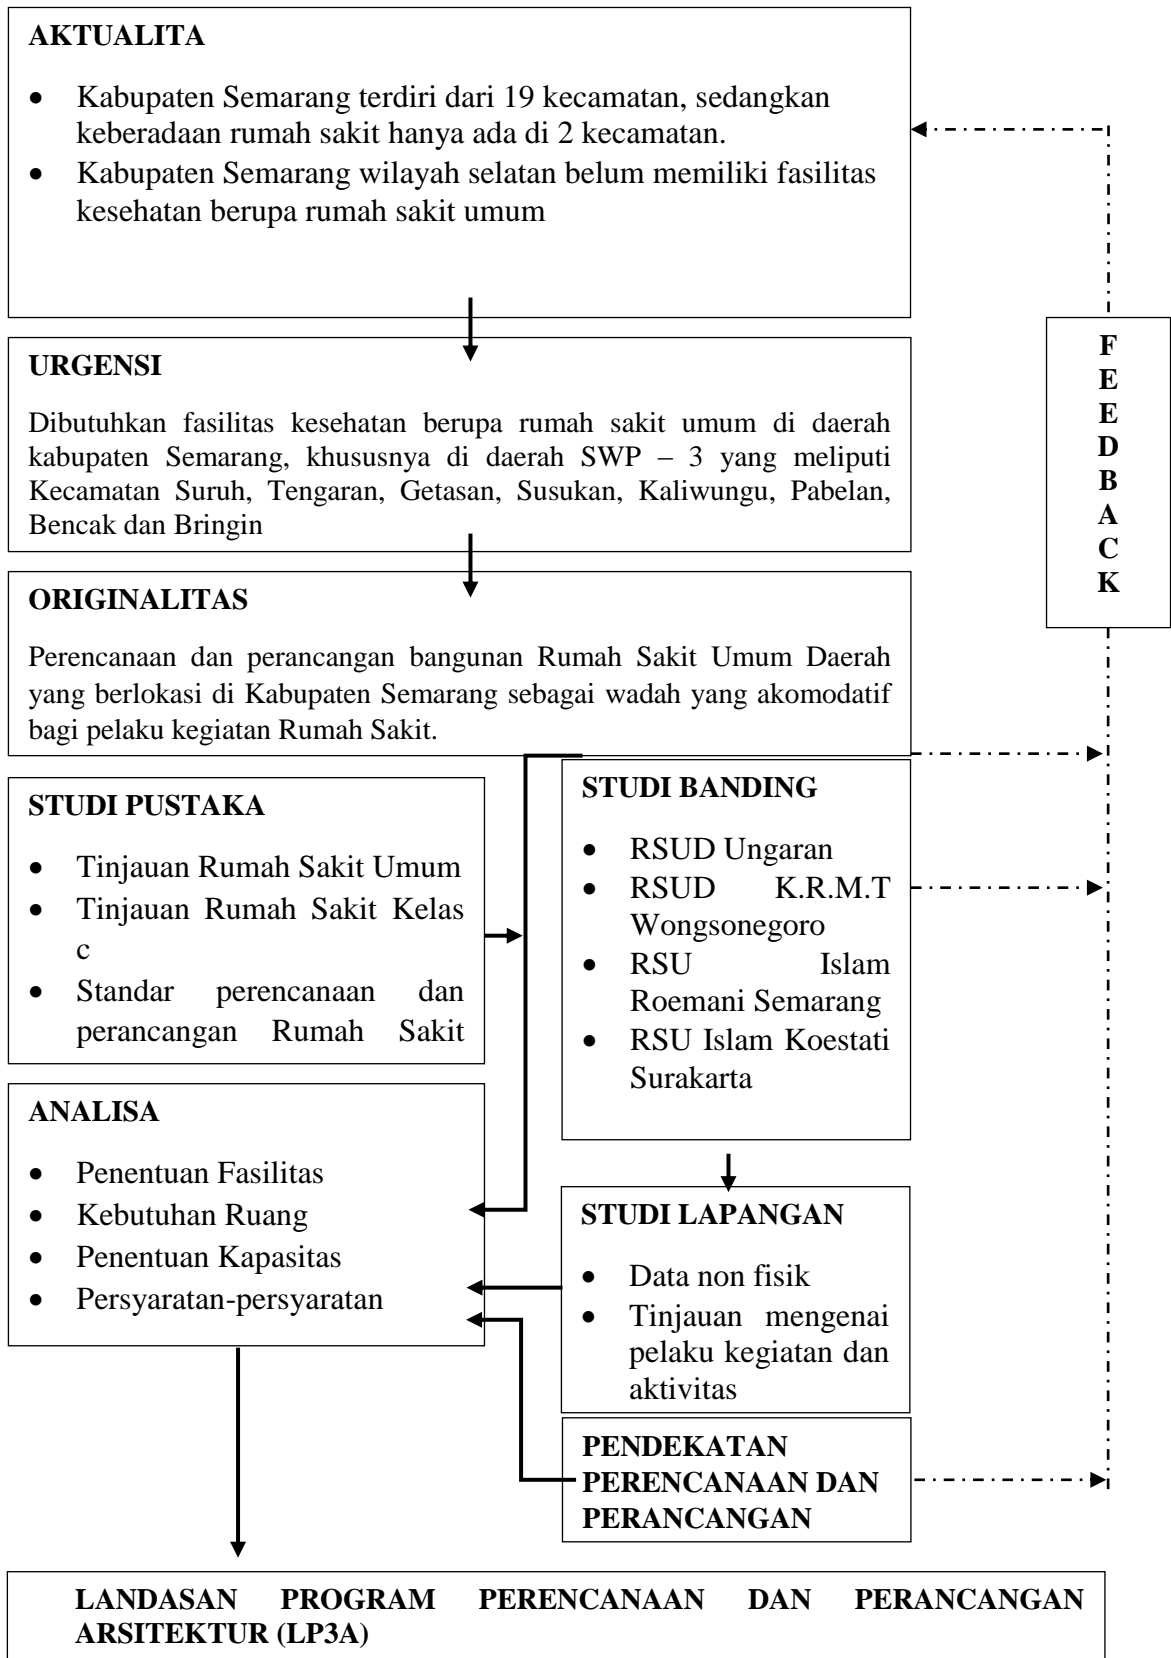 AKTUALITA
• Kabupaten Semarang terdiri dari 19 kecamatan, sedangkan
keberadaan rumah sakit hanya ada di 2 kecamatan.
• Kabupaten Semarang wilayah selatan belum memiliki fasilitas
kesehatan berupa rumah sakit umum
URGENSI
Dibutuhkan fasilitas kesehatan berupa rumah sakit umum di daerah
kabupaten Semarang, khususnya di daerah SWP – 3 yang meliputi
Kecamatan Suruh, Tengaran, Getasan, Susukan, Kaliwungu, Pabelan,
Bencak dan Bringin
ORIGINALITAS
Perencanaan dan perancangan bangunan Rumah Sakit Umum Daerah
yang berlokasi di Kabupaten Semarang sebagai wadah yang akomodatif
bagi pelaku kegiatan Rumah Sakit.
F
E
E
D
B
A
C
K
STUDI PUSTAKA
• Tinjauan Rumah Sakit Umum
• Tinjauan Rumah Sakit Kelas
c
• Standar perencanaan dan
perancangan Rumah Sakit
STUDI BANDING
• RSUD Ungaran
• RSUD K.R.M.T
Wongsonegoro
• RSU Islam
Roemani Semarang
• RSU Islam Koestati
Surakarta
ANALISA
• Penentuan Fasilitas
• Kebutuhan Ruang
• Penentuan Kapasitas
• Persyaratan-persyaratan
STUDI LAPANGAN
• Data non fisik
• Tinjauan mengenai
pelaku kegiatan dan
aktivitas
PENDEKATAN
PERENCANAAN DAN
PERANCANGAN
LANDASAN PROGRAM PERENCANAAN DAN PERANCANGAN
ARSITEKTUR (LP3A)